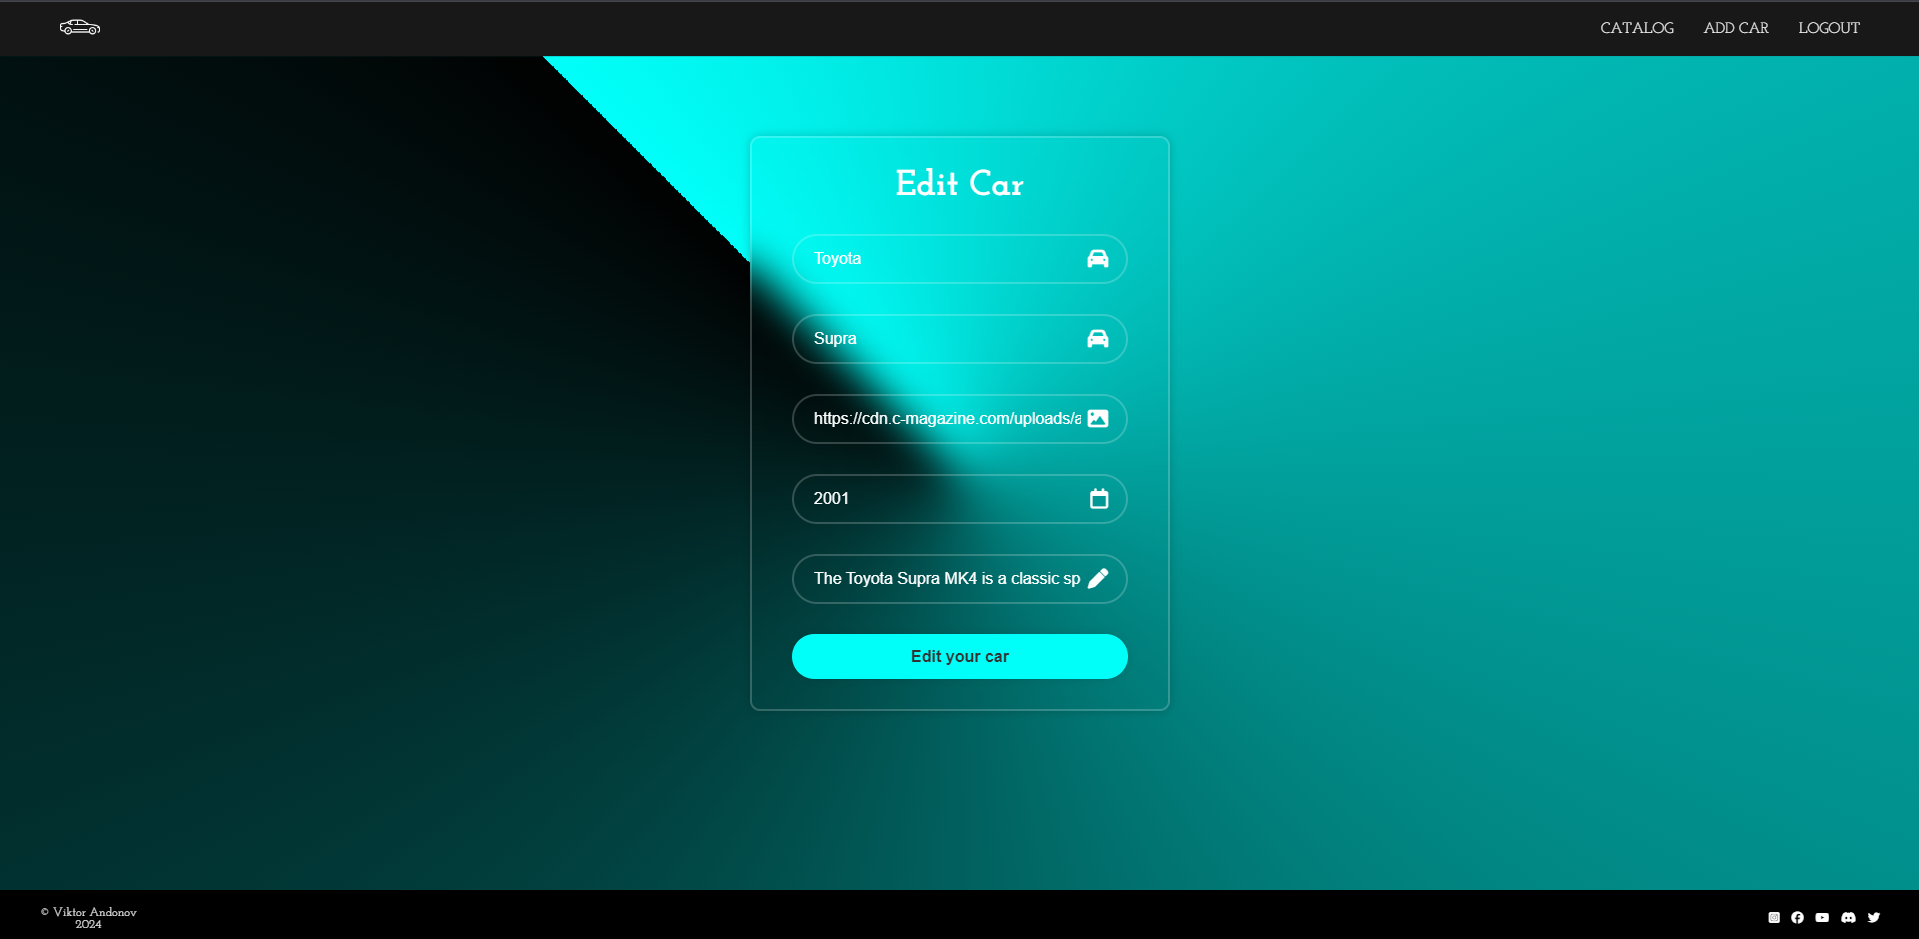 CATALOG ADD CAR LOGOUT
Edit Car
Toyota
Supra
https://cdn.c-magazine.com/uploads/a
2001
The Toyota Supra MK4 is a classic sp
Edit your car
© Viktor Andonov
2024